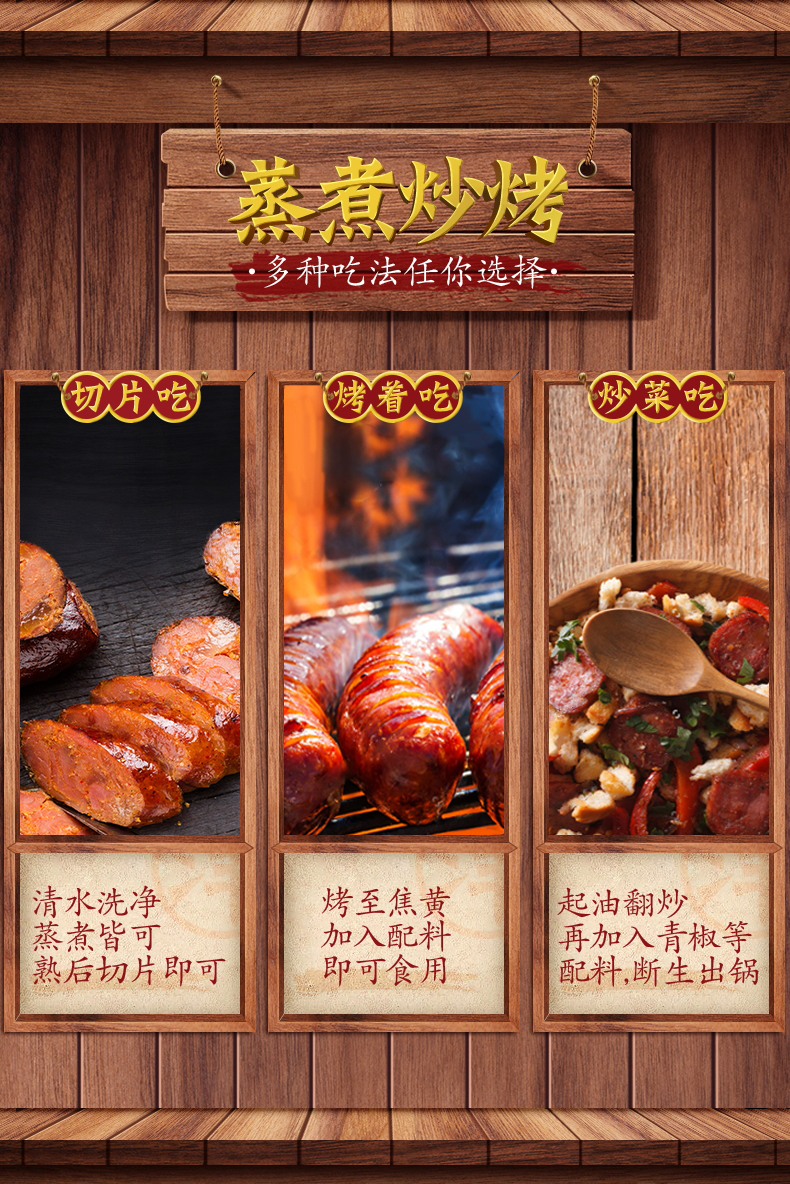 蒸煮炒烤
·多种吃法任你选择·
切片吃
清水洗净
蒸煮皆可
熟后切片即可
烤着吃
烤至焦黄
加入配料
即可食用
炒菜吃
起油翻炒
再加入青椒等
配料,断生出锅